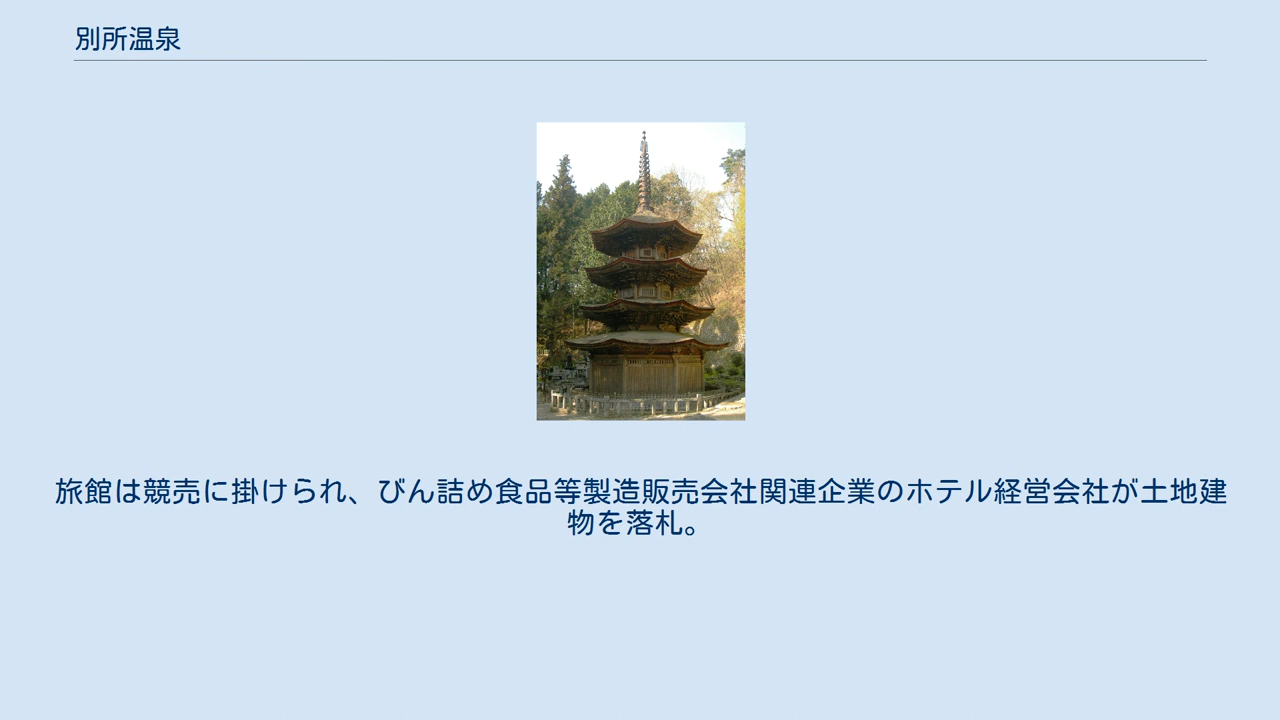 別所温泉
旅館は競売に掛けられ、びん詰め食品等製造販売会社関連企業のホテル経営会社が土地建
物を落札。